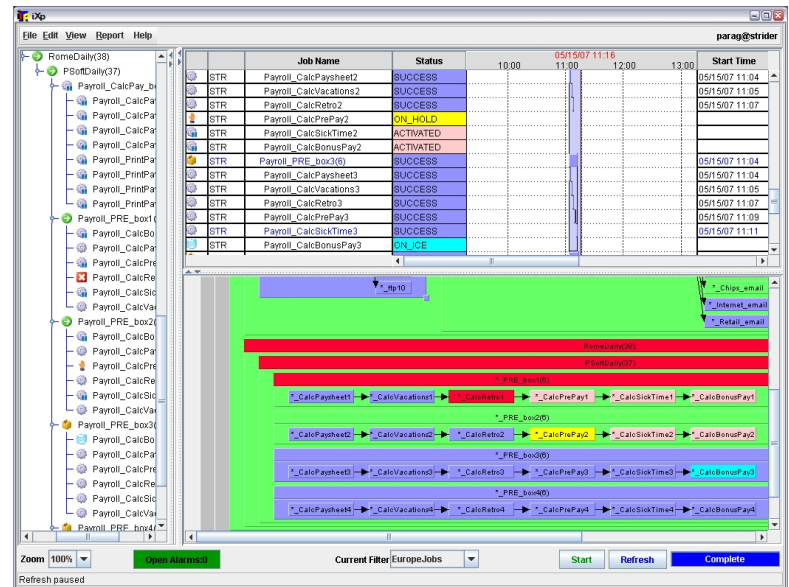 iXp
File Edit View Report Help
parag@strider
RomeDaily(38)
PSoftDaily(37)
Payroll_CalcPay_b
Payroll_CalcPa
Payroll_CalcPa
Payroll_CalcPa
Payroll_CalcPa
Payroll_PrintPa
Payroll_PrintPa
Payroll_PrintPa
Payroll_PrintPa
Payroll_PRE_box1(
Payroll_CalcBo
Payroll_CalcPa
Payroll_CalcPre
Payroll_CalcRe
Payroll_CalcSic
Payroll_CalcVa
Payroll_PRE_box2(
Payroll_CalcBo
Payroll_CalcPa
Payroll_CalcPre
Payroll_CalcRe
Payroll_CalcSic
Payroll_CalcVa
Payroll_PRE_box3(
Payroll_CalcBo
Payroll_CalcPa
Payroll_CalcPre
Payroll_CalcRe
Payroll_CalcSic
Payroll_CalcVa
Payroll_PRE_box4(
Job Name Status 05/15/07 11:16 Start Time
10:00 11:00 12:00 13:00
STR Payroll_CalcPaysheet2 SUCCESS 05/15/07 11:04
STR Payroll_CalcVacations2 SUCCESS 05/15/07 11:05
STR Payroll_CalcRetro2 SUCCESS 05/15/07 11:07
STR Payroll_CalcPrePay2 ON_HOLD
STR Payroll_CalcSickTime2 ACTIVATED
STR Payroll_CalcBonusPay2 ACTIVATED
STR Payroll_PRE_box3(6) SUCCESS 05/15/07 11:04
STR Payroll_CalcPaysheet3 SUCCESS 05/15/07 11:04
STR Payroll_CalcVacations3 SUCCESS 05/15/07 11:05
STR Payroll_CalcRetro3 SUCCESS 05/15/07 11:07
STR Payroll_CalcPrePay3 SUCCESS 05/15/07 11:09
STR Payroll_CalcSickTime3 SUCCESS 05/15/07 11:11
STR Payroll_CalcBonusPay3 ON_ICE
*_ftp10 *_Chips_email
*_Internet_email
*_Retail_email
RomeDaily(38)
PSoftDaily(37)
*_PRE_box1(6)
*_CalcPaysheet1 *_CalcVacations1 *_CalcRetro1 *_CalcPrePay1 *_CalcSickTime1 *_CalcBonusPay1
*_PRE_box2(6)
*_CalcPaysheet2 *_CalcVacations2 *_CalcRetro2 *_CalcPrePay2 *_CalcSickTime2 *_CalcBonusPay2
*_PRE_box3(6)
*_CalcPaysheet3 *_CalcVacations3 *_CalcRetro3 *_CalcPrePay3 *_CalcSickTime3 *_CalcBonusPay3
*_PRE_box4(6)
*_CalcPaysheet4 *_CalcVacations4 *_CalcRetro4 *_CalcPrePay4 *_CalcSickTime4 *_CalcBonusPay4
Zoom 100% Open Alarms:0 Current Filter EuropeJobs Start Refresh Complete
Refresh paused